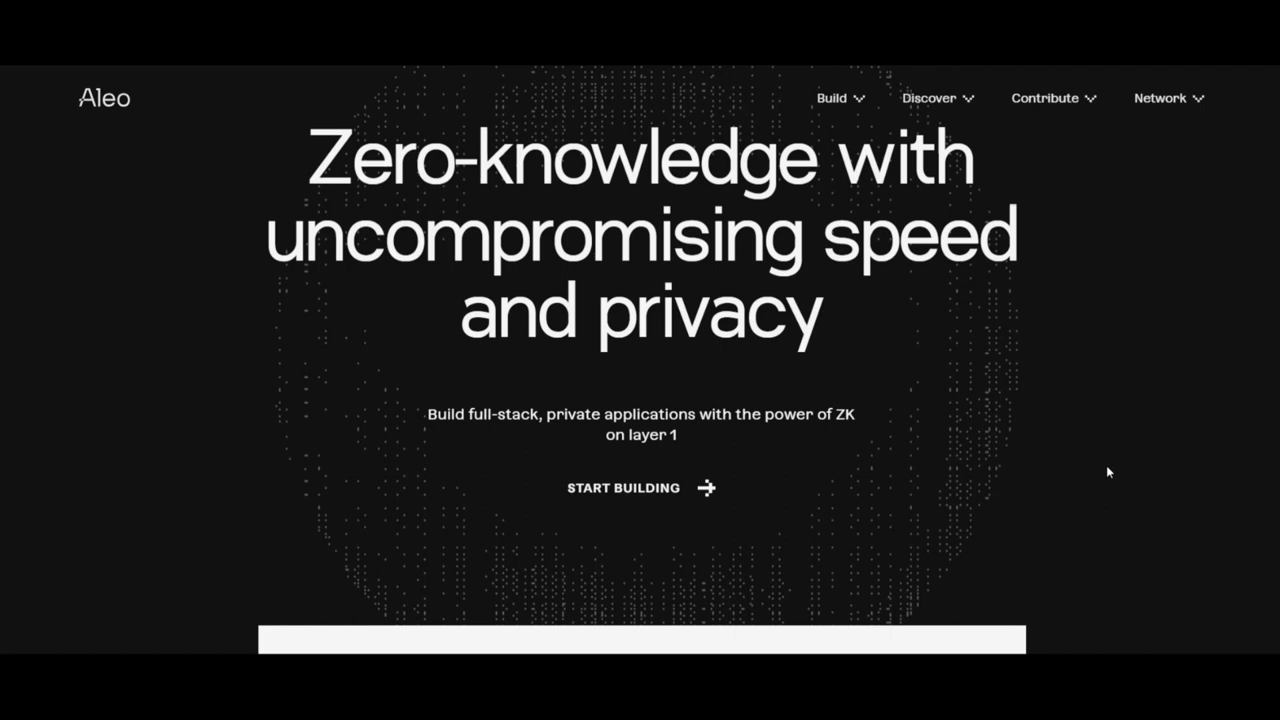 Aleo
Build
Discover
Contribute
Network
Zero-knowledge with
uncompromising speed
and privacy
Build full-stack, private applications with the power of ZK
on layer 1
START BUILDING